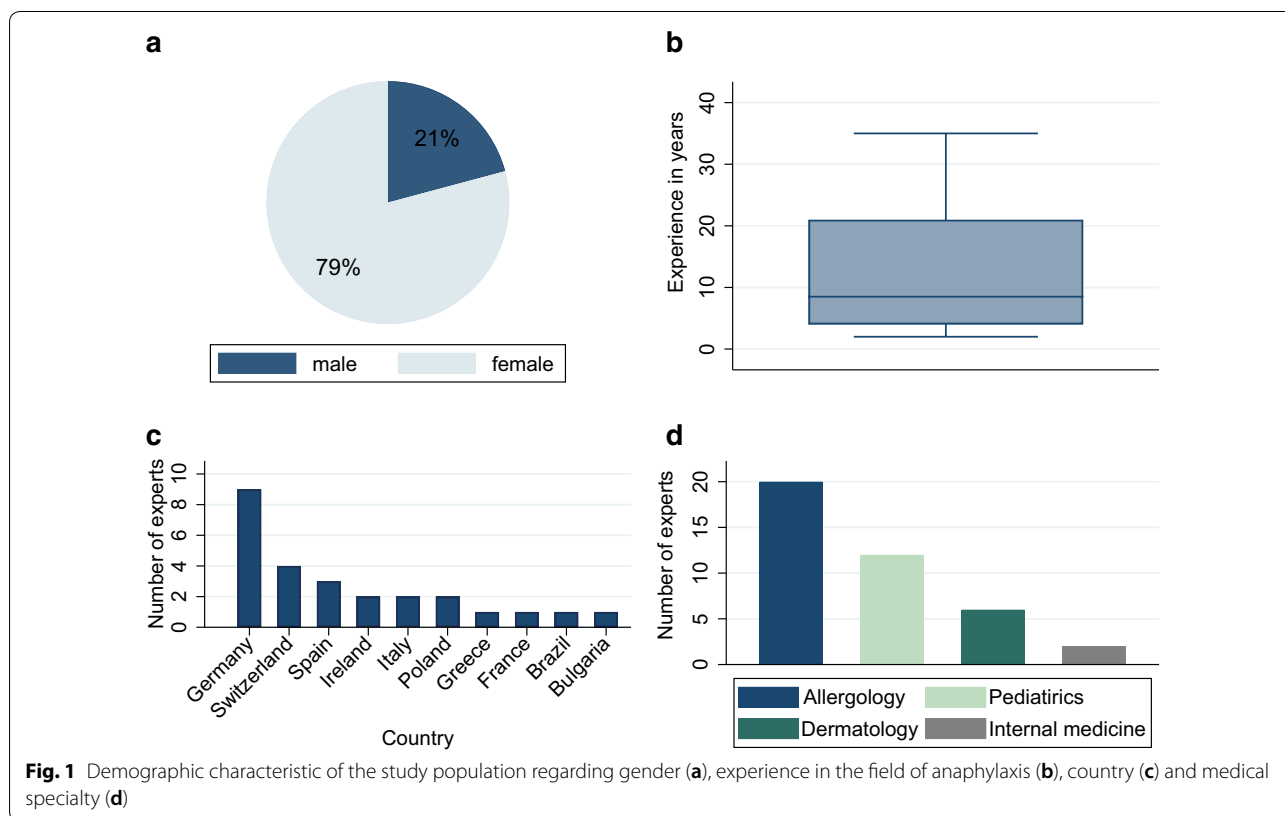 a
21%
79%
male female
b
Experience in years
40
30
20
10
0
c
Number of experts
10
8
6
4
2
0
Germany
Switzerland
Spain
Ireland
Italy
Poland
Greece
France
Brazil
Bulgaria
Country
d
Number of experts
20
15
10
5
0
Allergology Pediatirics
Dermatology Internal medicine
Fig. 1 Demographic characteristic of the study population regarding gender (a), experience in the field of anaphylaxis (b), country (c) and medical
specialty (d)